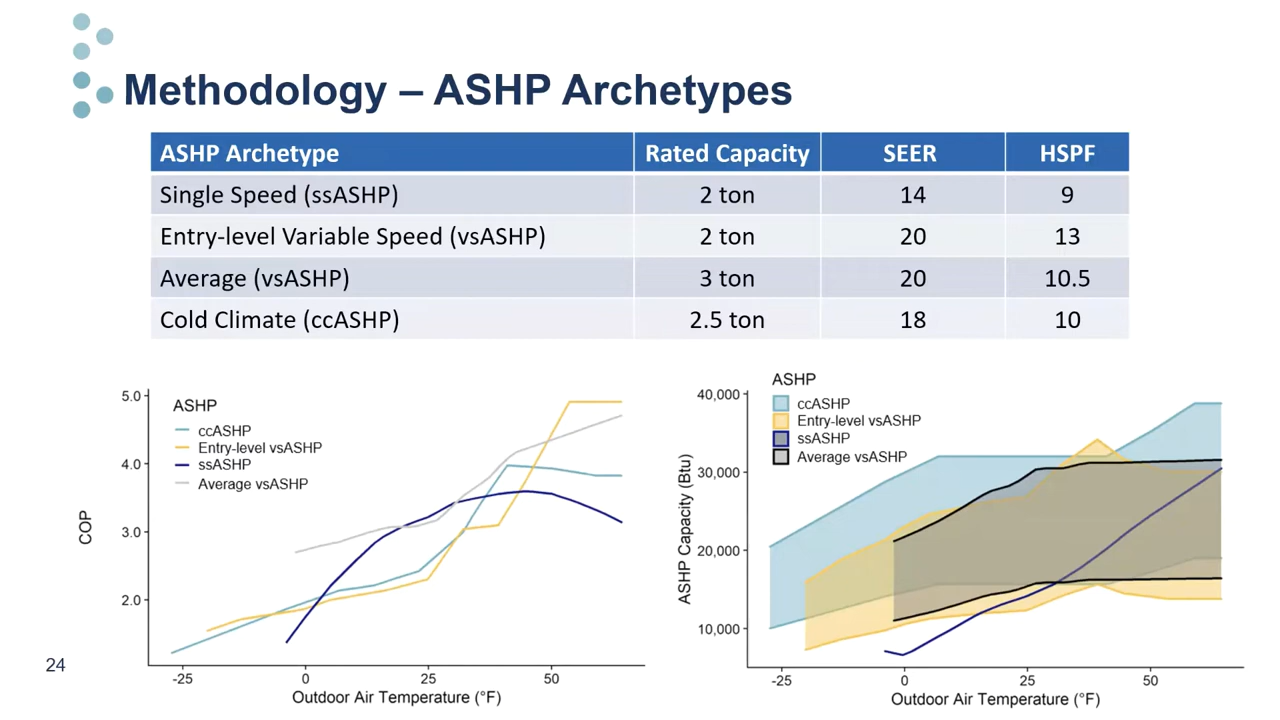 Methodology – ASHP Archetypes
ASHP Archetype Rated Capacity SEER HSPF
Single Speed (ssASHP) 2 ton 14 9
Entry-level Variable Speed (vsASHP) 2 ton 20 13
Average (vsASHP) 3 ton 20 10.5
Cold Climate (ccASHP) 2.5 ton 18 10
5.0
4.0
3.0
2.0
COP
ASHP
ccASHP
Entry-level vsASHP
ssASHP
Average vsASHP
-25 0 25 50
Outdoor Air Temperature (°F)
40,000
30,000
20,000
10,000
ASHP Capacity (Btu)
ASHP
ccASHP
Entry-level vsASHP
ssASHP
Average vsASHP
-25 0 25 50
Outdoor Air Temperature (°F)
24